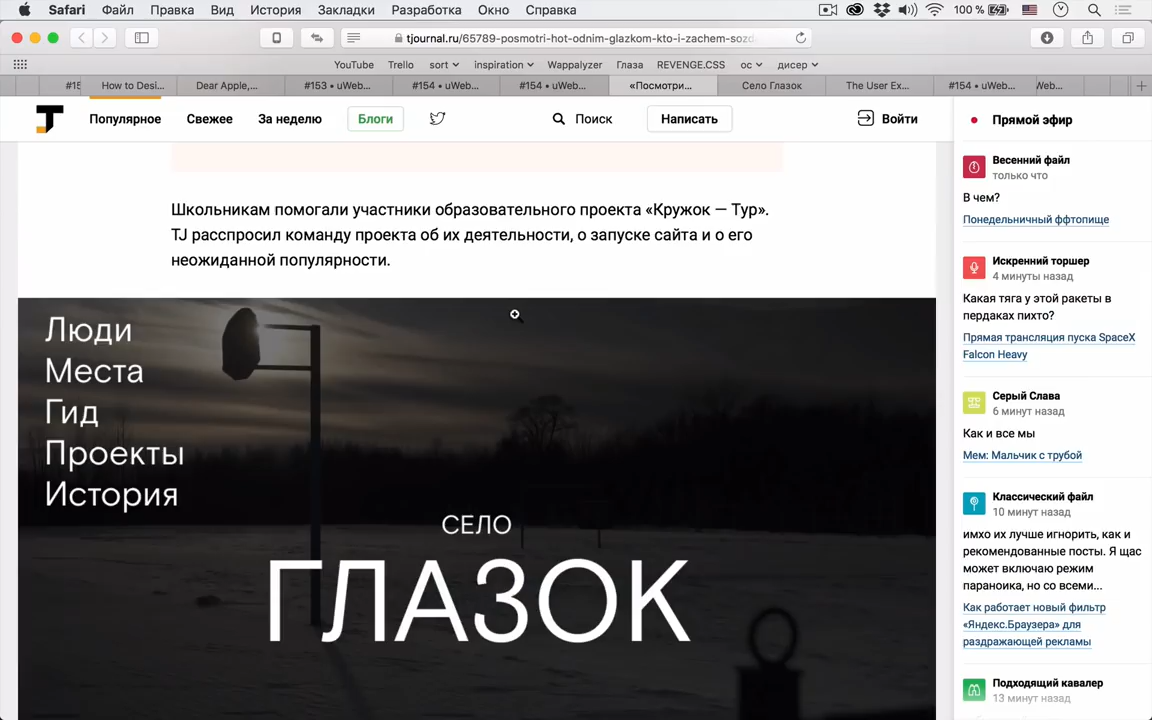 Safari Файл Правка Вид История Закладки Разработка Окно Справка 100 %
tjournal.ru/65789-posmotri-hot-odnim-glazkom-kto-i-zachem-sozd
YouTube Trello sort inspiration Wappalyzer Глаза REVENGE.CSS ос дисер
#15 How to Desi... Dear Apple,... #153 • uWeb... #154 • uWeb... #154 • uWeb... «Посмотри... Село Глазок The User Ex... #154 • uWeb... Web...
Популярное Свежее За неделю Блоги Поиск Написать Войти
Школьникам помогали участники образовательного проекта «Кружок — Тур».
TJ расспросил команду проекта об их деятельности, о запуске сайта и о его
неожиданной популярности.
Люди
Места
Гид
Проекты
История
СЕЛО
ГЛАЗОК
Прямой эфир
Весенний файл
только что
В чем?
Понедельничный ффтопище
Искренний торшер
4 минуты назад
Какая тяга у этой ракеты в
пердаках пихто?
Прямая трансляция пуска SpaceX
Falcon Heavy
Серый Слава
6 минут назад
Как и все мы
Мем: Мальчик с трубой
Классический файл
10 минут назад
имхо их лучше игнорить, как и
рекомендованные посты. Я щас
может включаю режим
параноика, но со всеми...
Как работает новый фильтр
«Яндекс.Браузера» для
раздражающей рекламы
Подходящий кавалер
13 минут назад